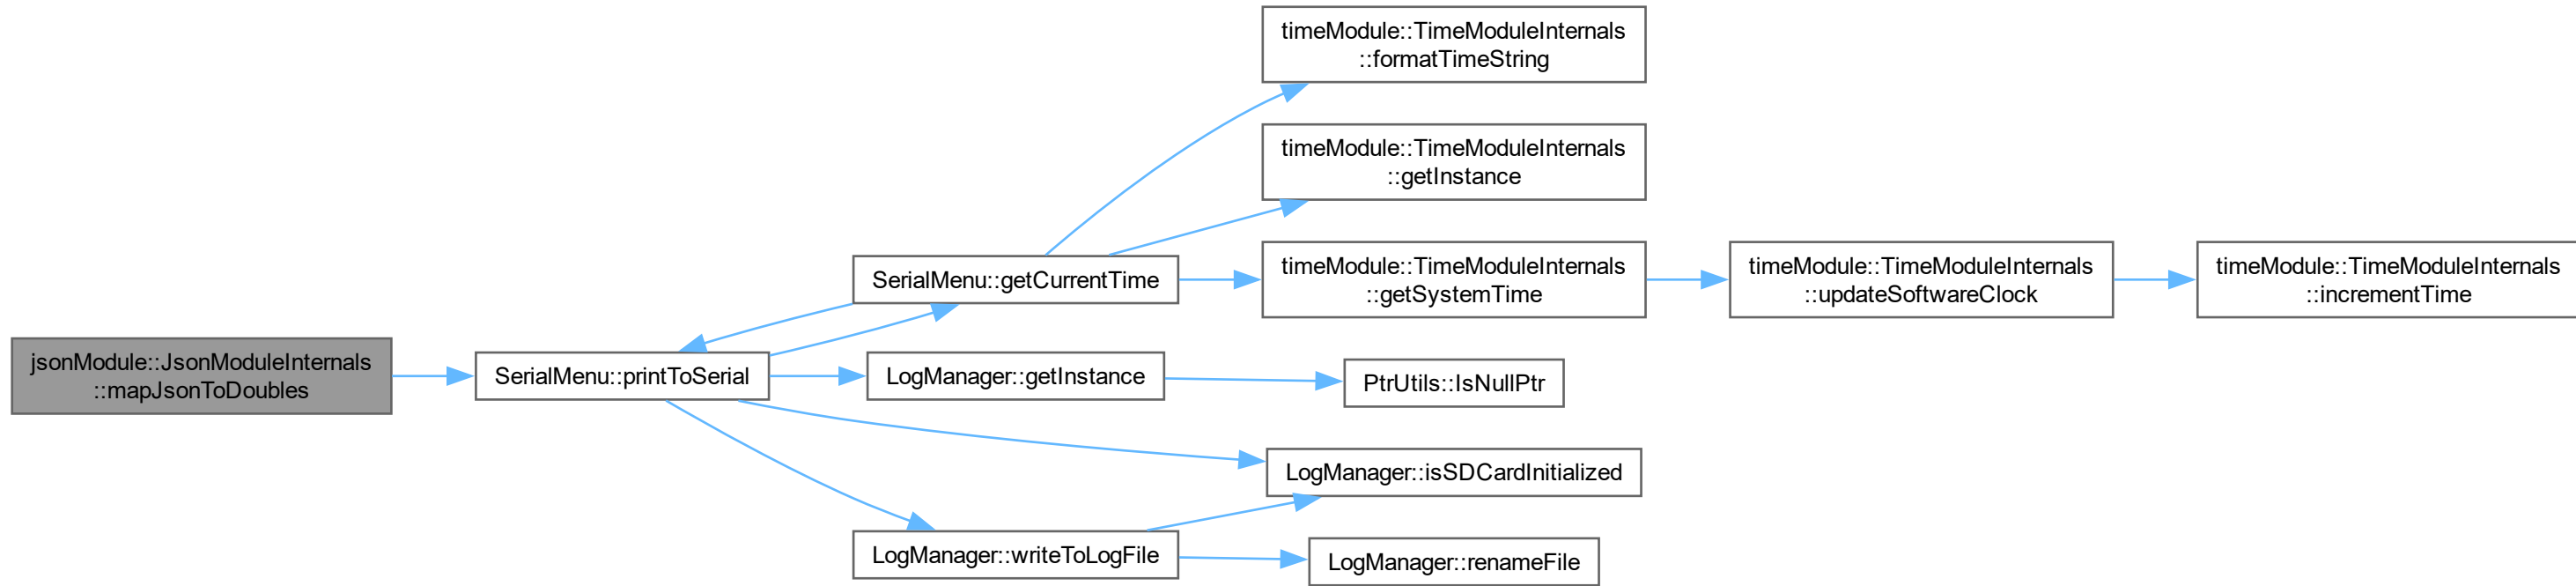 timeModule::TimeModuleInternals
::formatTimeString
timeModule::TimeModuleInternals
::getInstance
SerialMenu::getCurrentTime
timeModule::TimeModuleInternals
::getSystemTime
timeModule::TimeModuleInternals
::updateSoftwareClock
timeModule::TimeModuleInternals
::incrementTime
jsonModule::JsonModuleInternals
::mapJsonToDoubles
SerialMenu::printToSerial
LogManager::getInstance
PtrUtils::IsNullPtr
LogManager::isSDCardInitialized
LogManager::writeToLogFile
LogManager::renameFile